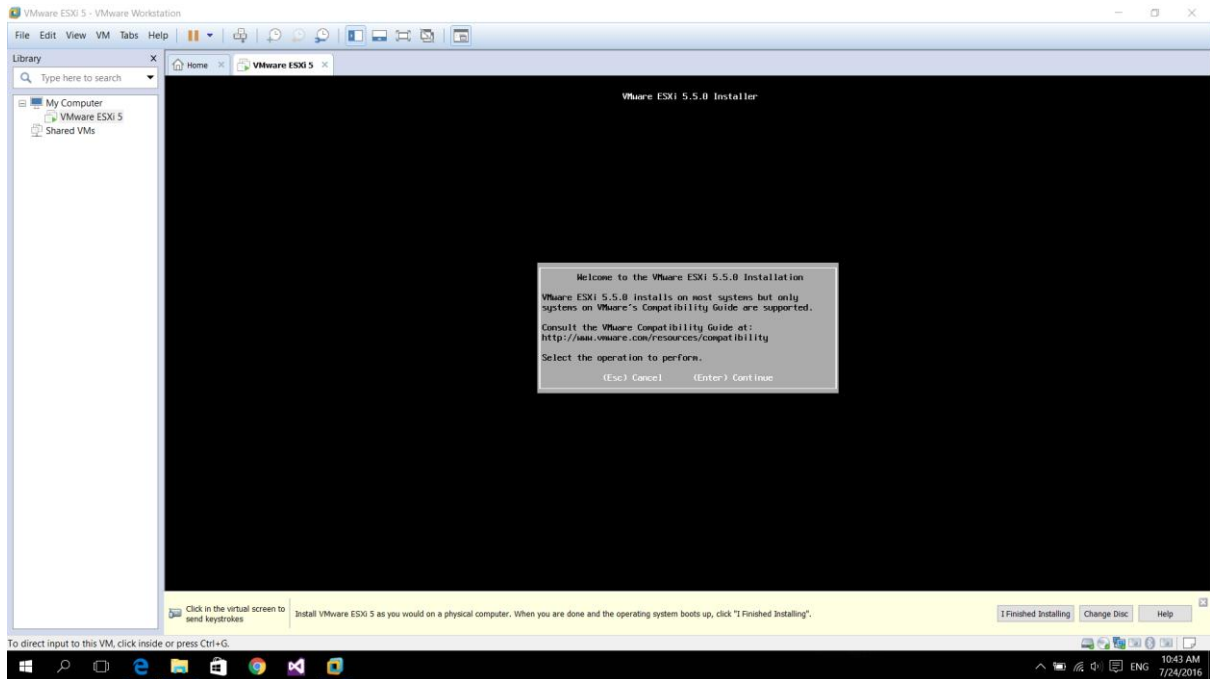 VMware ESXi 5 - VMware Workstation
File Edit View VM Tabs Help
Library x
Type here to search
My Computer
VMware ESXi 5
Shared VMs
Home × VMware ESXi 5 ×
VMware ESXi 5.5.0 Installer
Welcome to the VMware ESXi 5.5.0 Installation
VMware ESXi 5.5.0 installs on most systems but only
systems on VMware's Compatibility Guide are supported.
Consult the VMware Compatibility Guide at:
http://www.vmware.com/resources/compatibility
Select the operation to perform.
(Esc) Cancel (Enter) Continue
Click in the virtual screen to
send keystrokes
Install VMware ESXi 5 as you would on a physical computer. When you are done and the operating system boots up, click "I Finished Installing".
I Finished Installing Change Disc Help
To direct input to this VM, click inside or press Ctrl+G.
ENG
10:43 AM
7/24/2016